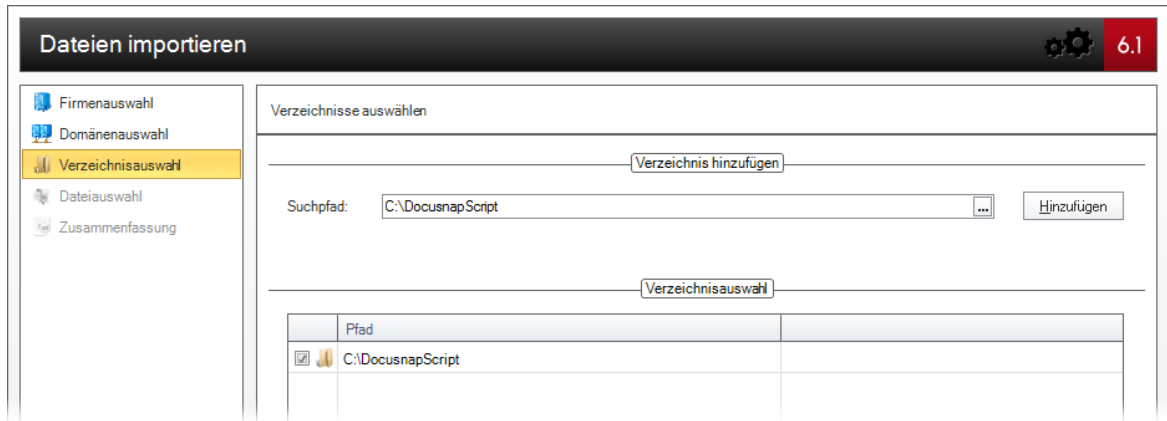 Dateien importieren
6.1
Firmenauswahl
Domänenauswahl
Verzeichnisauswahl
Dateiauswahl
Zusammenfassung
Verzeichnisse auswählen
Verzeichnis hinzufügen
Suchpfad: C:\DocusnapScript ... Hinzufügen
Verzeichnisauswahl
Pfad
C:\DocusnapScript